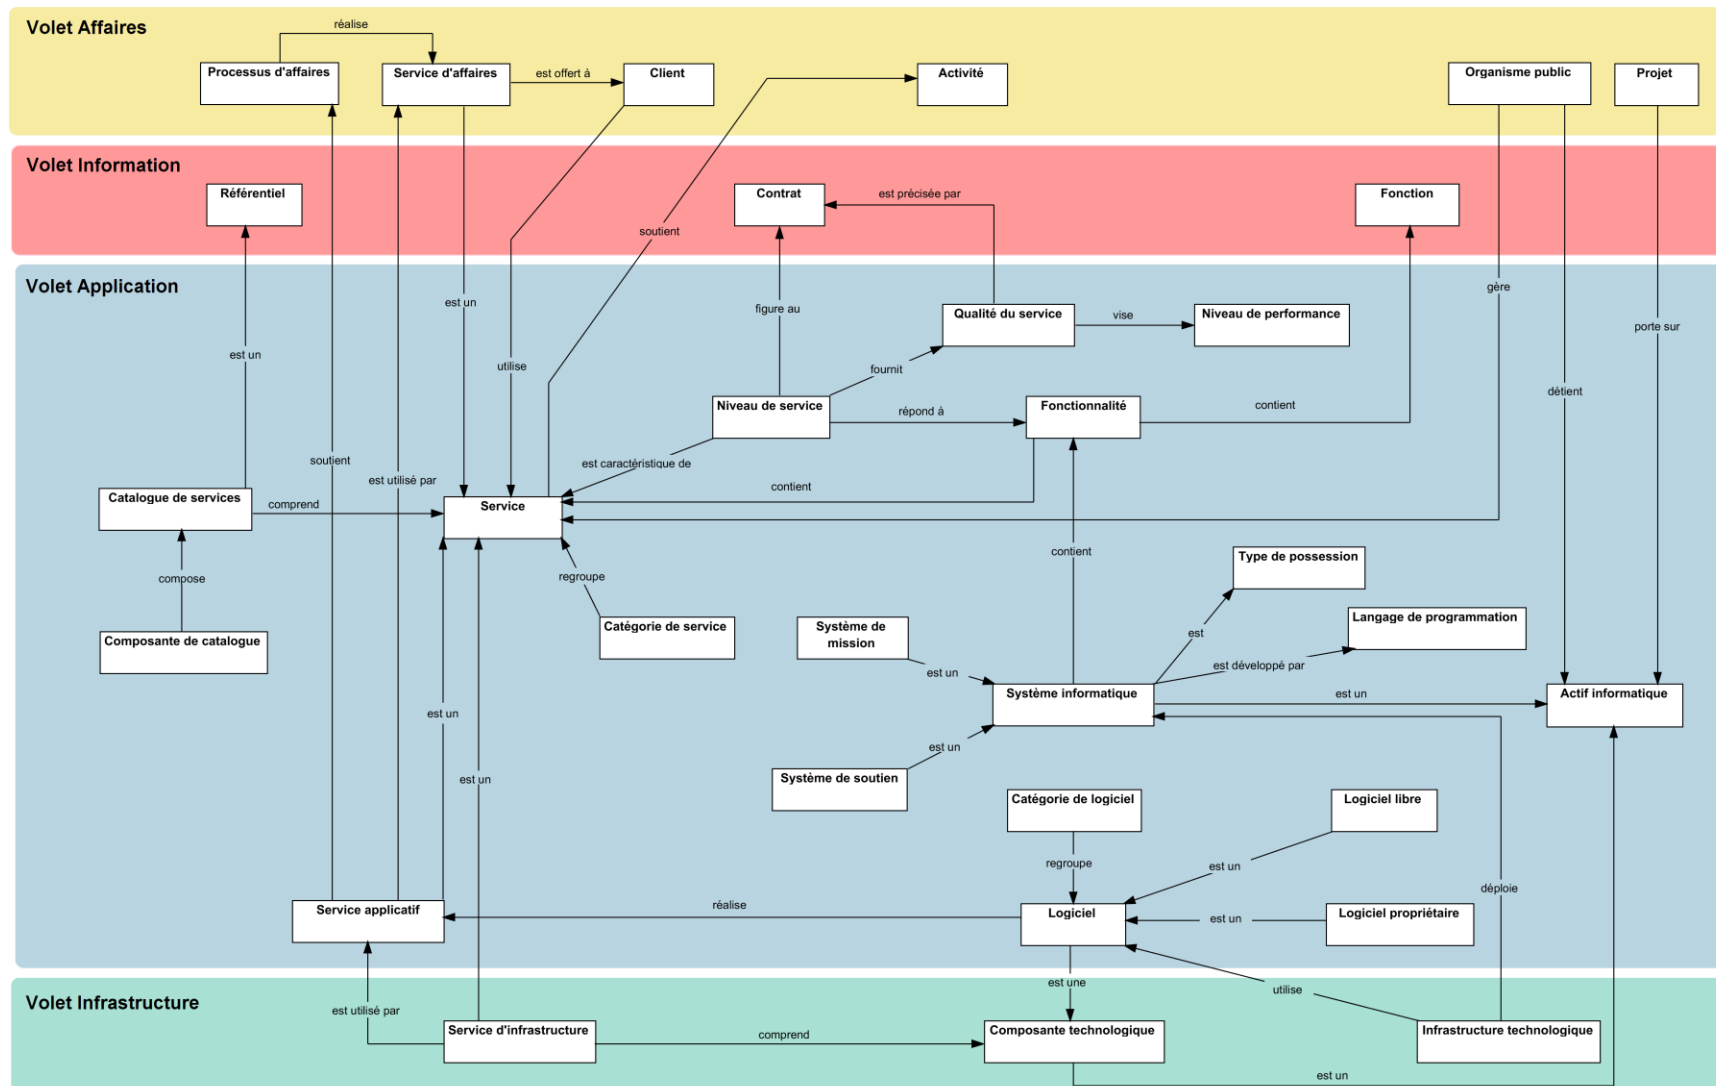 Volet Affaires
réalise
Processus d'affaires
Service d'affaires
est offert à
Client
Activité
Organisme public
Projet
Volet Information
Référentiel
Contrat
est précisée par
Fonction
soutient
Volet Application
gère
est un
figure au
Qualité du service
vise
Niveau de performance
porte sur
est un
utilise
fournit
détient
Niveau de service
répond à
Fonctionnalité
contient
soutient
est utilisé par
est caractéristique de
contient
Catalogue de services
comprend
Service
contient
Type de possession
compose
regroupe
Composante de catalogue
Catégorie de service
Système de
mission
est
Langage de programmation
est un
est développé par
est un
Système informatique
est un
Actif informatique
est un
est un
Système de soutien
Catégorie de logiciel
Logiciel libre
regroupe
est un
déploie
Service applicatif
réalise
Logiciel
est un
Logiciel propriétaire
Volet Infrastructure
est une
utilise
est utilisé par
Service d'infrastructure
comprend
Composante technologique
Infrastructure technologique
est un